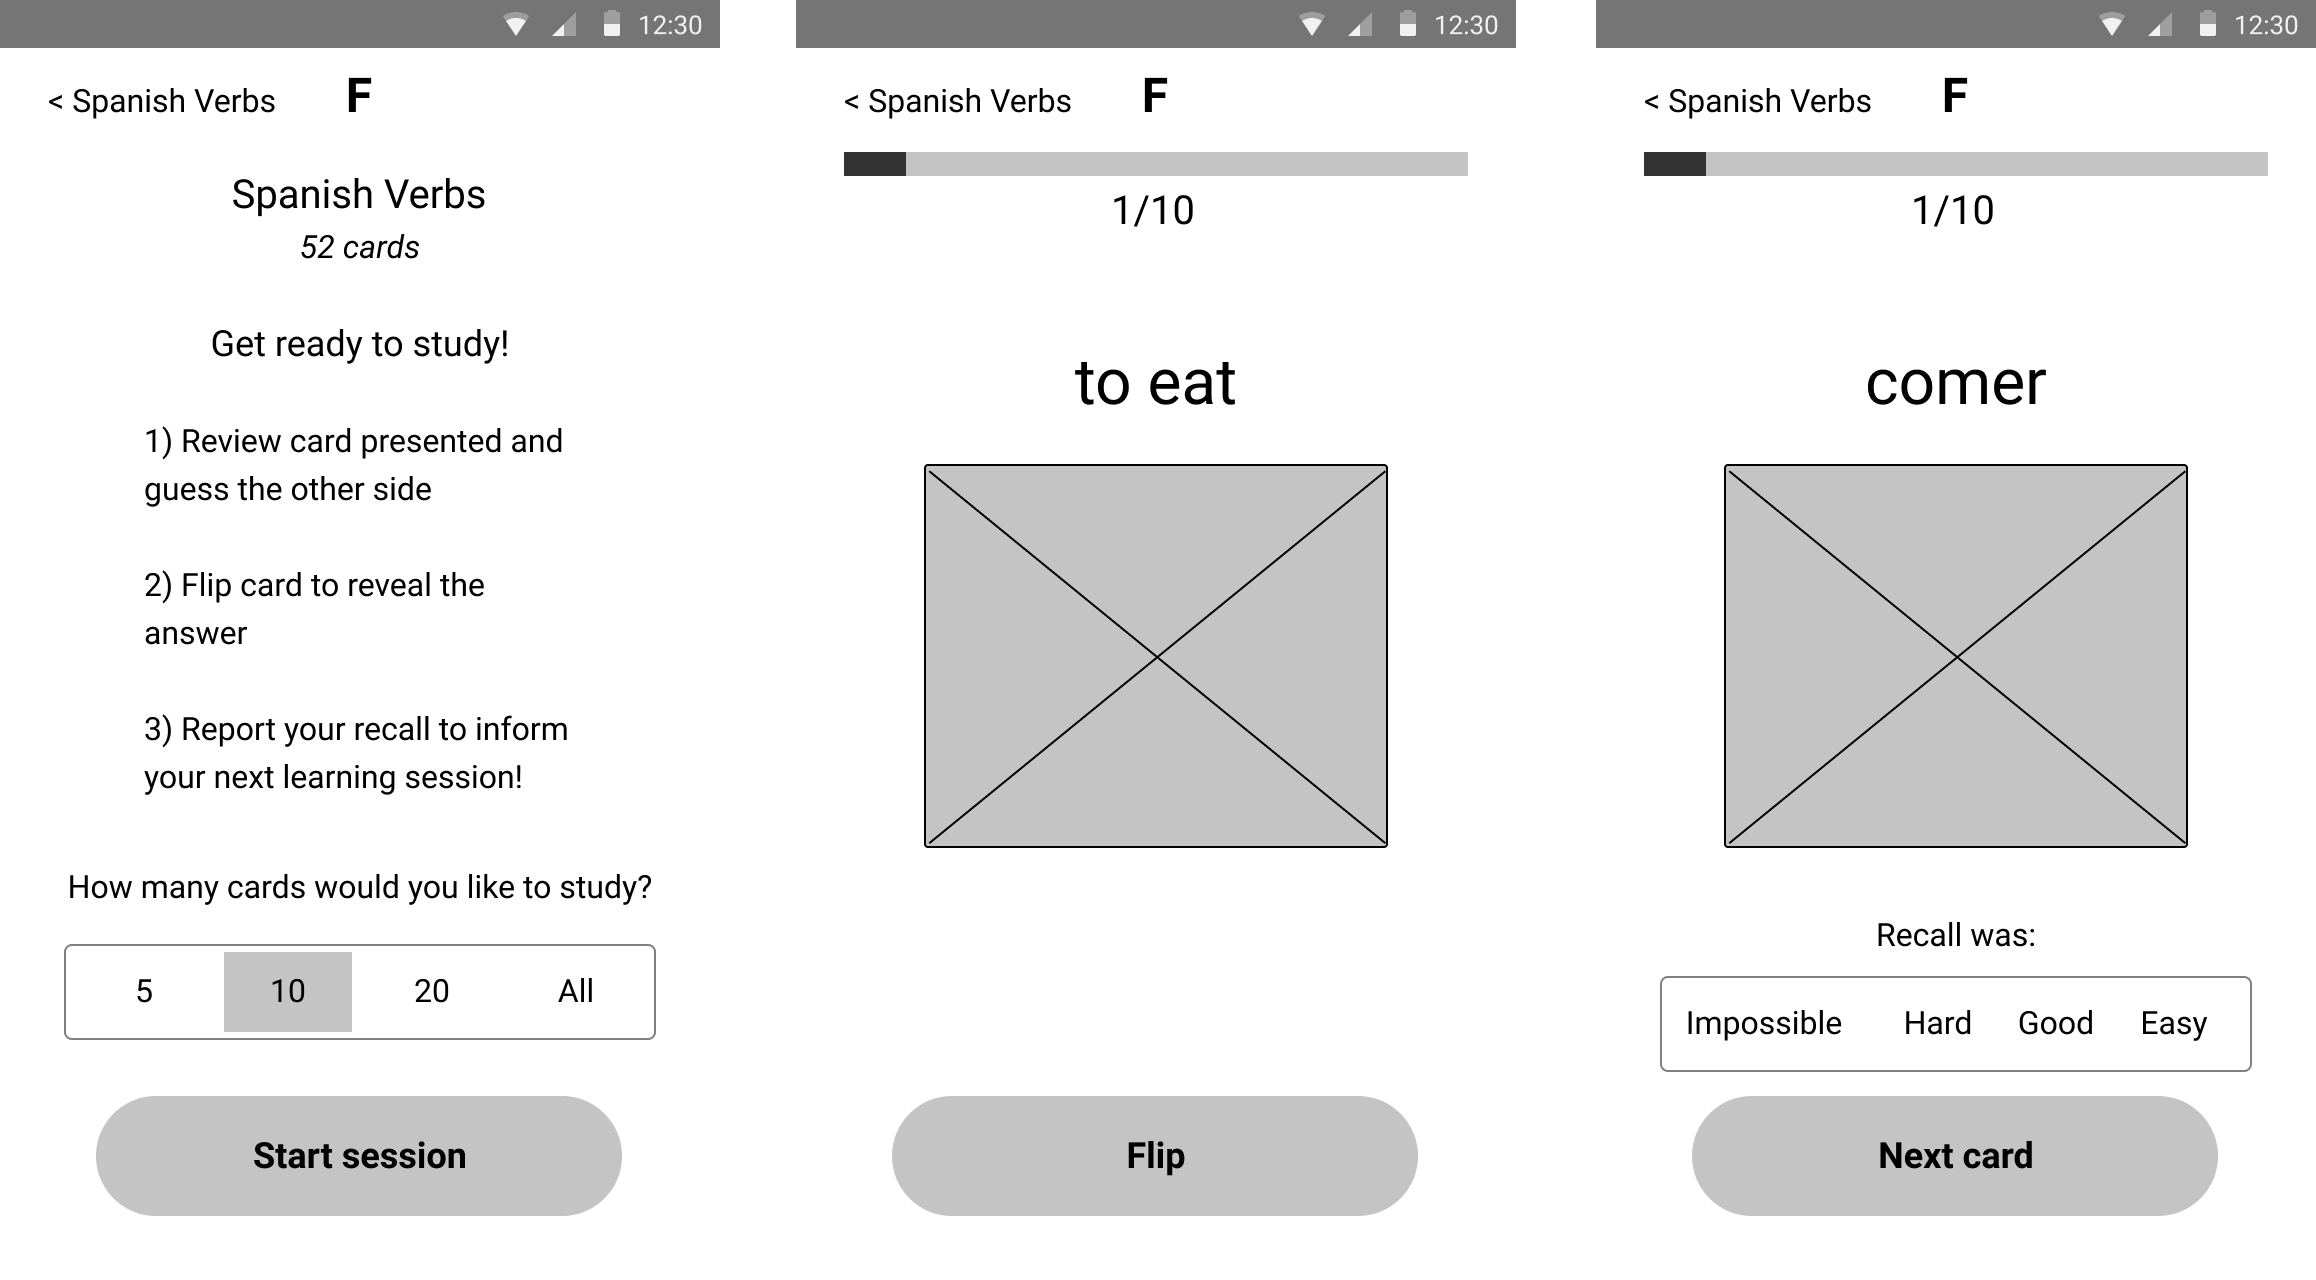 12:30
< Spanish Verbs F
Spanish Verbs
52 cards
Get ready to study!
1) Review card presented and
guess the other side
2) Flip card to reveal the
answer
3) Report your recall to inform
your next learning session!
How many cards would you like to study?
5 10 20 All
Start session
12:30
< Spanish Verbs F
1/10
to eat
Flip
12:30
< Spanish Verbs F
1/10
comer
Recall was:
Impossible Hard Good Easy
Next card